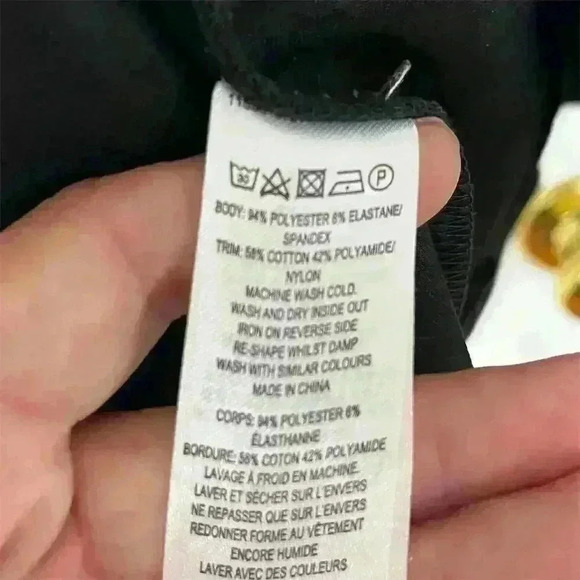 30
P
BODY: 94% POLYESTER 6% ELASTANE/
SPANDEX
TRIM: 58% COTTON 42% POLYAMIDE/
NYLON
MACHINE WASH COLD.
WASH AND DRY INSIDE OUT
IRON ON REVERSE SIDE
RE-SHAPE WHILST DAMP
WASH WITH SIMILAR COLOURS
MADE IN CHINA
CORPS: 94% POLYESTER 6%
ÉLASTHANNE
BORDURE: 58% COTON 42% POLYAMIDE
LAVAGE À FROID EN MACHINE.
LAVER ET SÉCHER SUR L'ENVERS
NE REPASSER QUE SUR L'ENVERS
REDONNER FORME AU VÊTEMENT
ENCORE HUMIDE
LAVER AVEC DES COULEURS